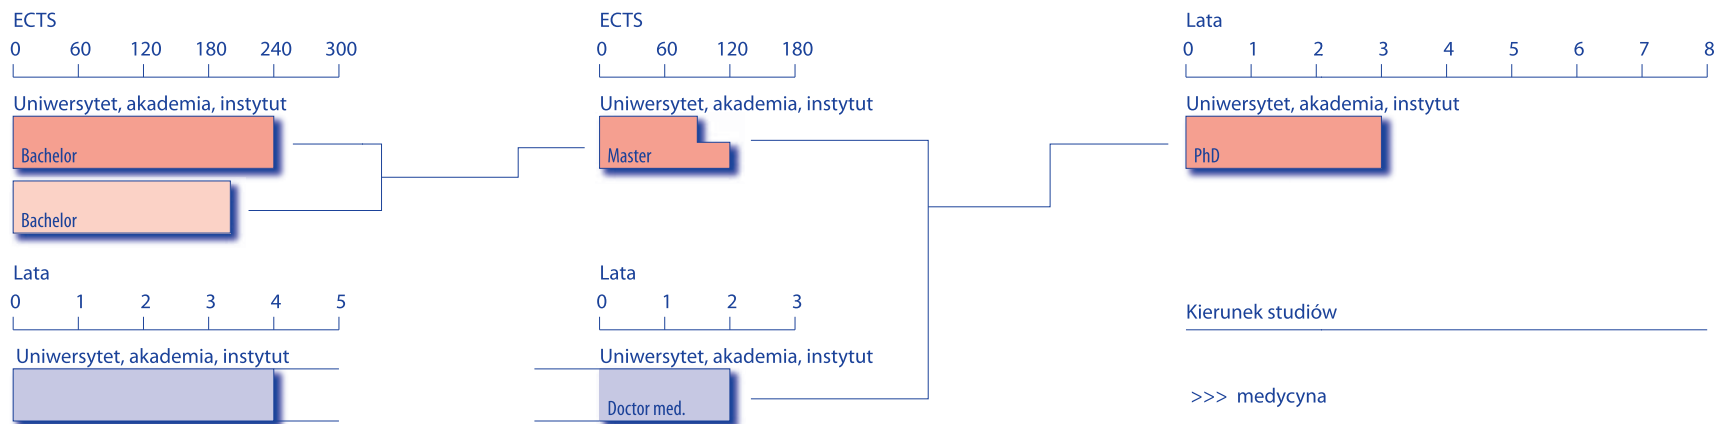 ECTS
0 60 120 180 240 300
Uniwersytet, akademia, instytut
Bachelor
Bachelor
Lata
0 1 2 3 4 5
Uniwersytet, akademia, instytut
ECTS
0 60 120 180
Uniwersytet, akademia, instytut
Master
Lata
0 1 2 3
Uniwersytet, akademia, instytut
Doctor med.
Lata
0 1 2 3 4 5 6 7 8
Uniwersytet, akademia, instytut
PhD
Kierunek studiów
>>> medycyna